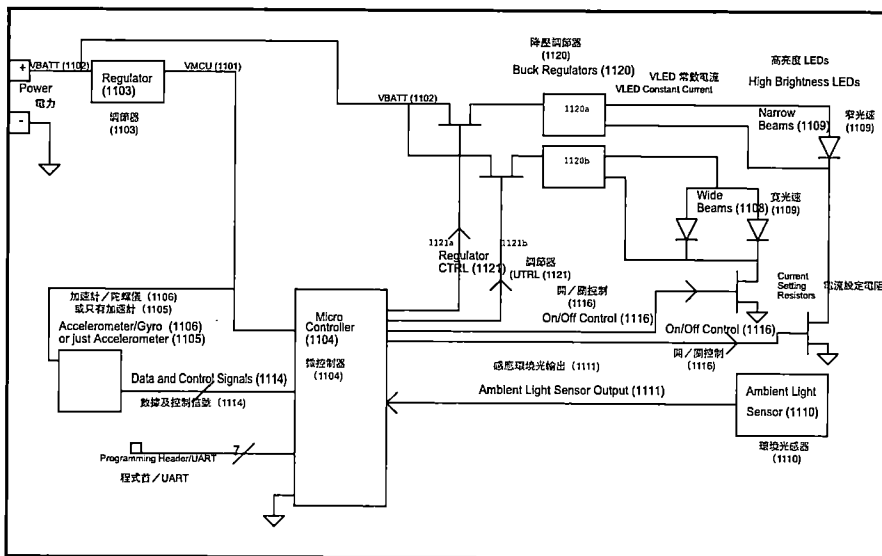 VBATT (1102)
VMCU (1101)
+
Regulator
(1103)
Power
電力
調節器
(1103)
-
降壓調節器
(1120)
Buck Regulators (1120)
高亮度 LEDs
High Brightness LEDs
VLED 常數電流
VLED Constant Current
VBATT (1102)
1120a
Narrow
Beams (1109)
窄光速
(1109)
1120b
Wide
Beams (1108)
寬光速
(1109)
1121a
1121b
Regulator
CTRL (1121)
調節器
(UTRL (1121)
Current
Setting
Resistors
電流設定電阻
開／關控制
(1116)
On/Off Control (1116)
On/Off Control (1116)
開／關控制
(1116)
加速計／陀螺儀 (1106)
或只有加速計 (1105)
Accelerometer/Gyro (1106)
or just Accelerometer (1105)
Micro
Controller
(1104)
微控制器
(1104)
Data and Control Signals (1114)
數據及控制信號 (1114)
感應環境光輸出 (1111)
Ambient Light Sensor Output (1111)
Ambient Light
Sensor (1110)
環境光感器
(1110)
7
Programming Header/UART
程式首／UART